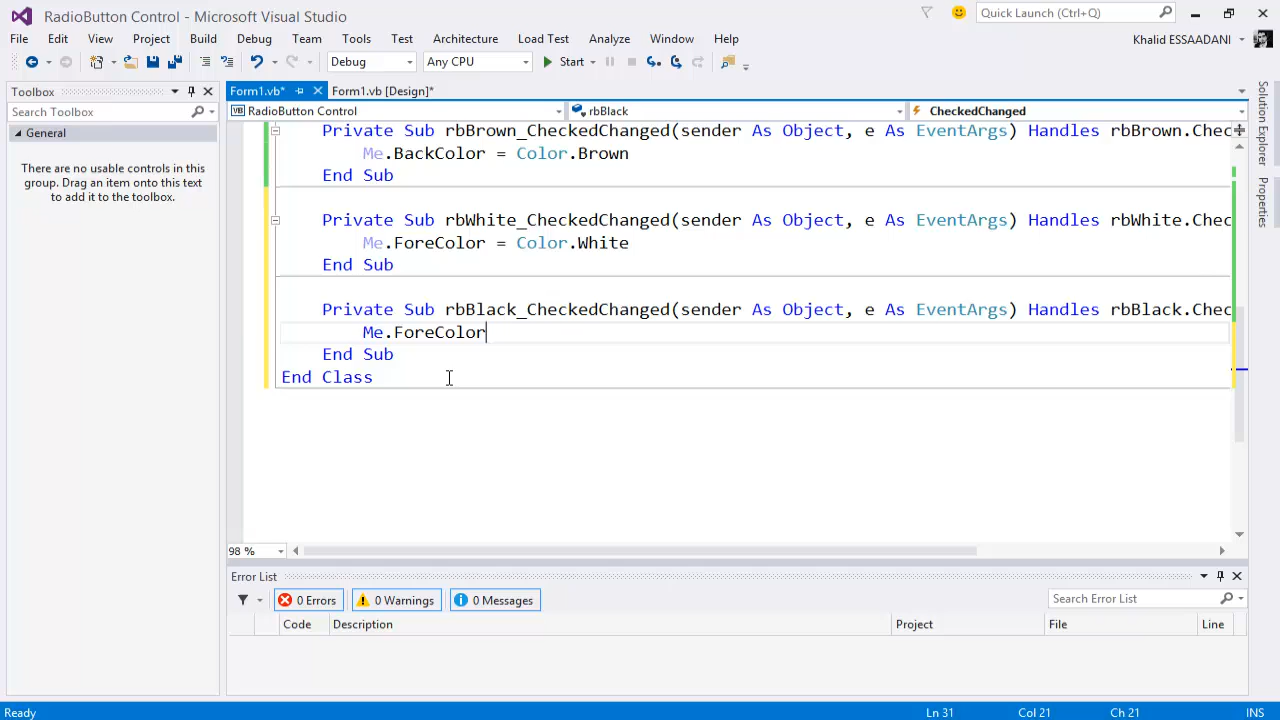 RadioButton Control - Microsoft Visual Studio
Quick Launch (Ctrl+Q)
File Edit View Project Build Debug Team Tools Test Architecture Load Test Analyze Window Help
Khalid ESSAADANI
Debug Any CPU Start
Toolbox
Form1.vb* Form1.vb [Design]*
Search Toolbox
RadioButton Control rbBlack CheckedChanged
General
There are no usable controls in this
group. Drag an item onto this text
to add it to the toolbox.
Private Sub rbBrown_CheckedChanged(sender As Object, e As EventArgs) Handles rbBrown.Chec
Me.BackColor = Color.Brown
End Sub
Private Sub rbWhite_CheckedChanged(sender As Object, e As EventArgs) Handles rbWhite.Chec
Me.ForeColor = Color.White
End Sub
Private Sub rbBlack_CheckedChanged(sender As Object, e As EventArgs) Handles rbBlack.Chec
Me.ForeColor
End Sub
End Class
Solution Explorer
Properties
98 %
Error List
0 Errors 0 Warnings 0 Messages
Search Error List
Code Description Project File Line
Ready Ln 31 Col 21 Ch 21 INS